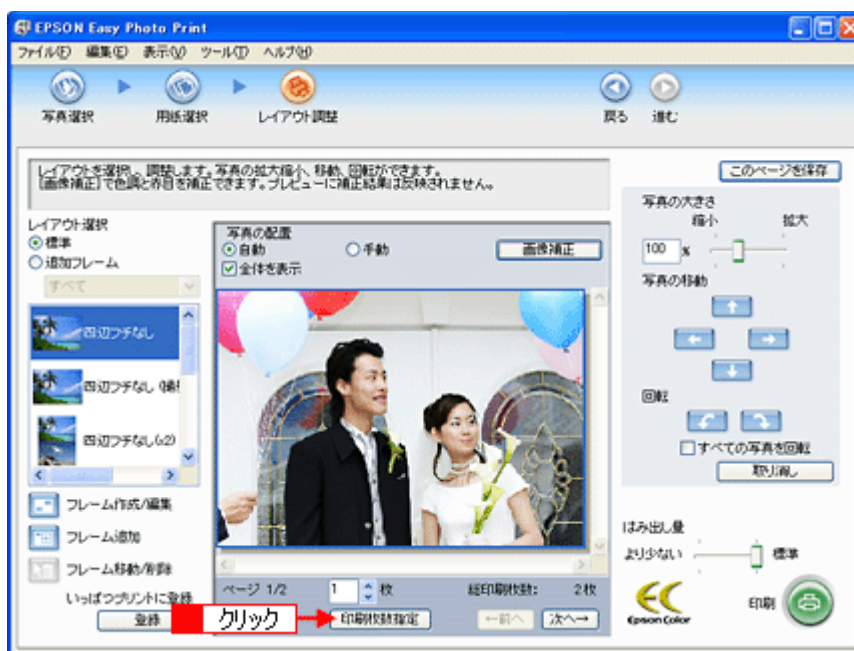 EPSON Easy Photo Print
ファイル(F) 編集(E) 表示(V) ツール(T) ヘルプ(H)
写真選択 用紙選択 レイアウト調整 戻る 進む
レイアウトを選択し、調整します。写真の拡大縮小、移動、回転ができます。
[画像補正]で色調と赤目を補正できます。プレビューに補正結果は反映されません。
このページを保存
レイアウト選択
標準
追加フレーム
すべて
四辺フチなし
四辺フチなし
四辺フチなし(x2)
フレーム作成/編集
フレーム追加
フレーム移動/削除
いっぱつプリントに登録
登録
写真の配置
自動 手動 画像補正
全体を表示
ページ 1/2 1 枚 総印刷枚数: 2枚
クリック
印刷枚数指定 ←前へ 次へ→
写真の大きさ
縮小 拡大
100 %
写真の移動
回転
すべての写真を回転
取り消し
はみ出し量
より少ない 標準
EC
Epson Color
印刷